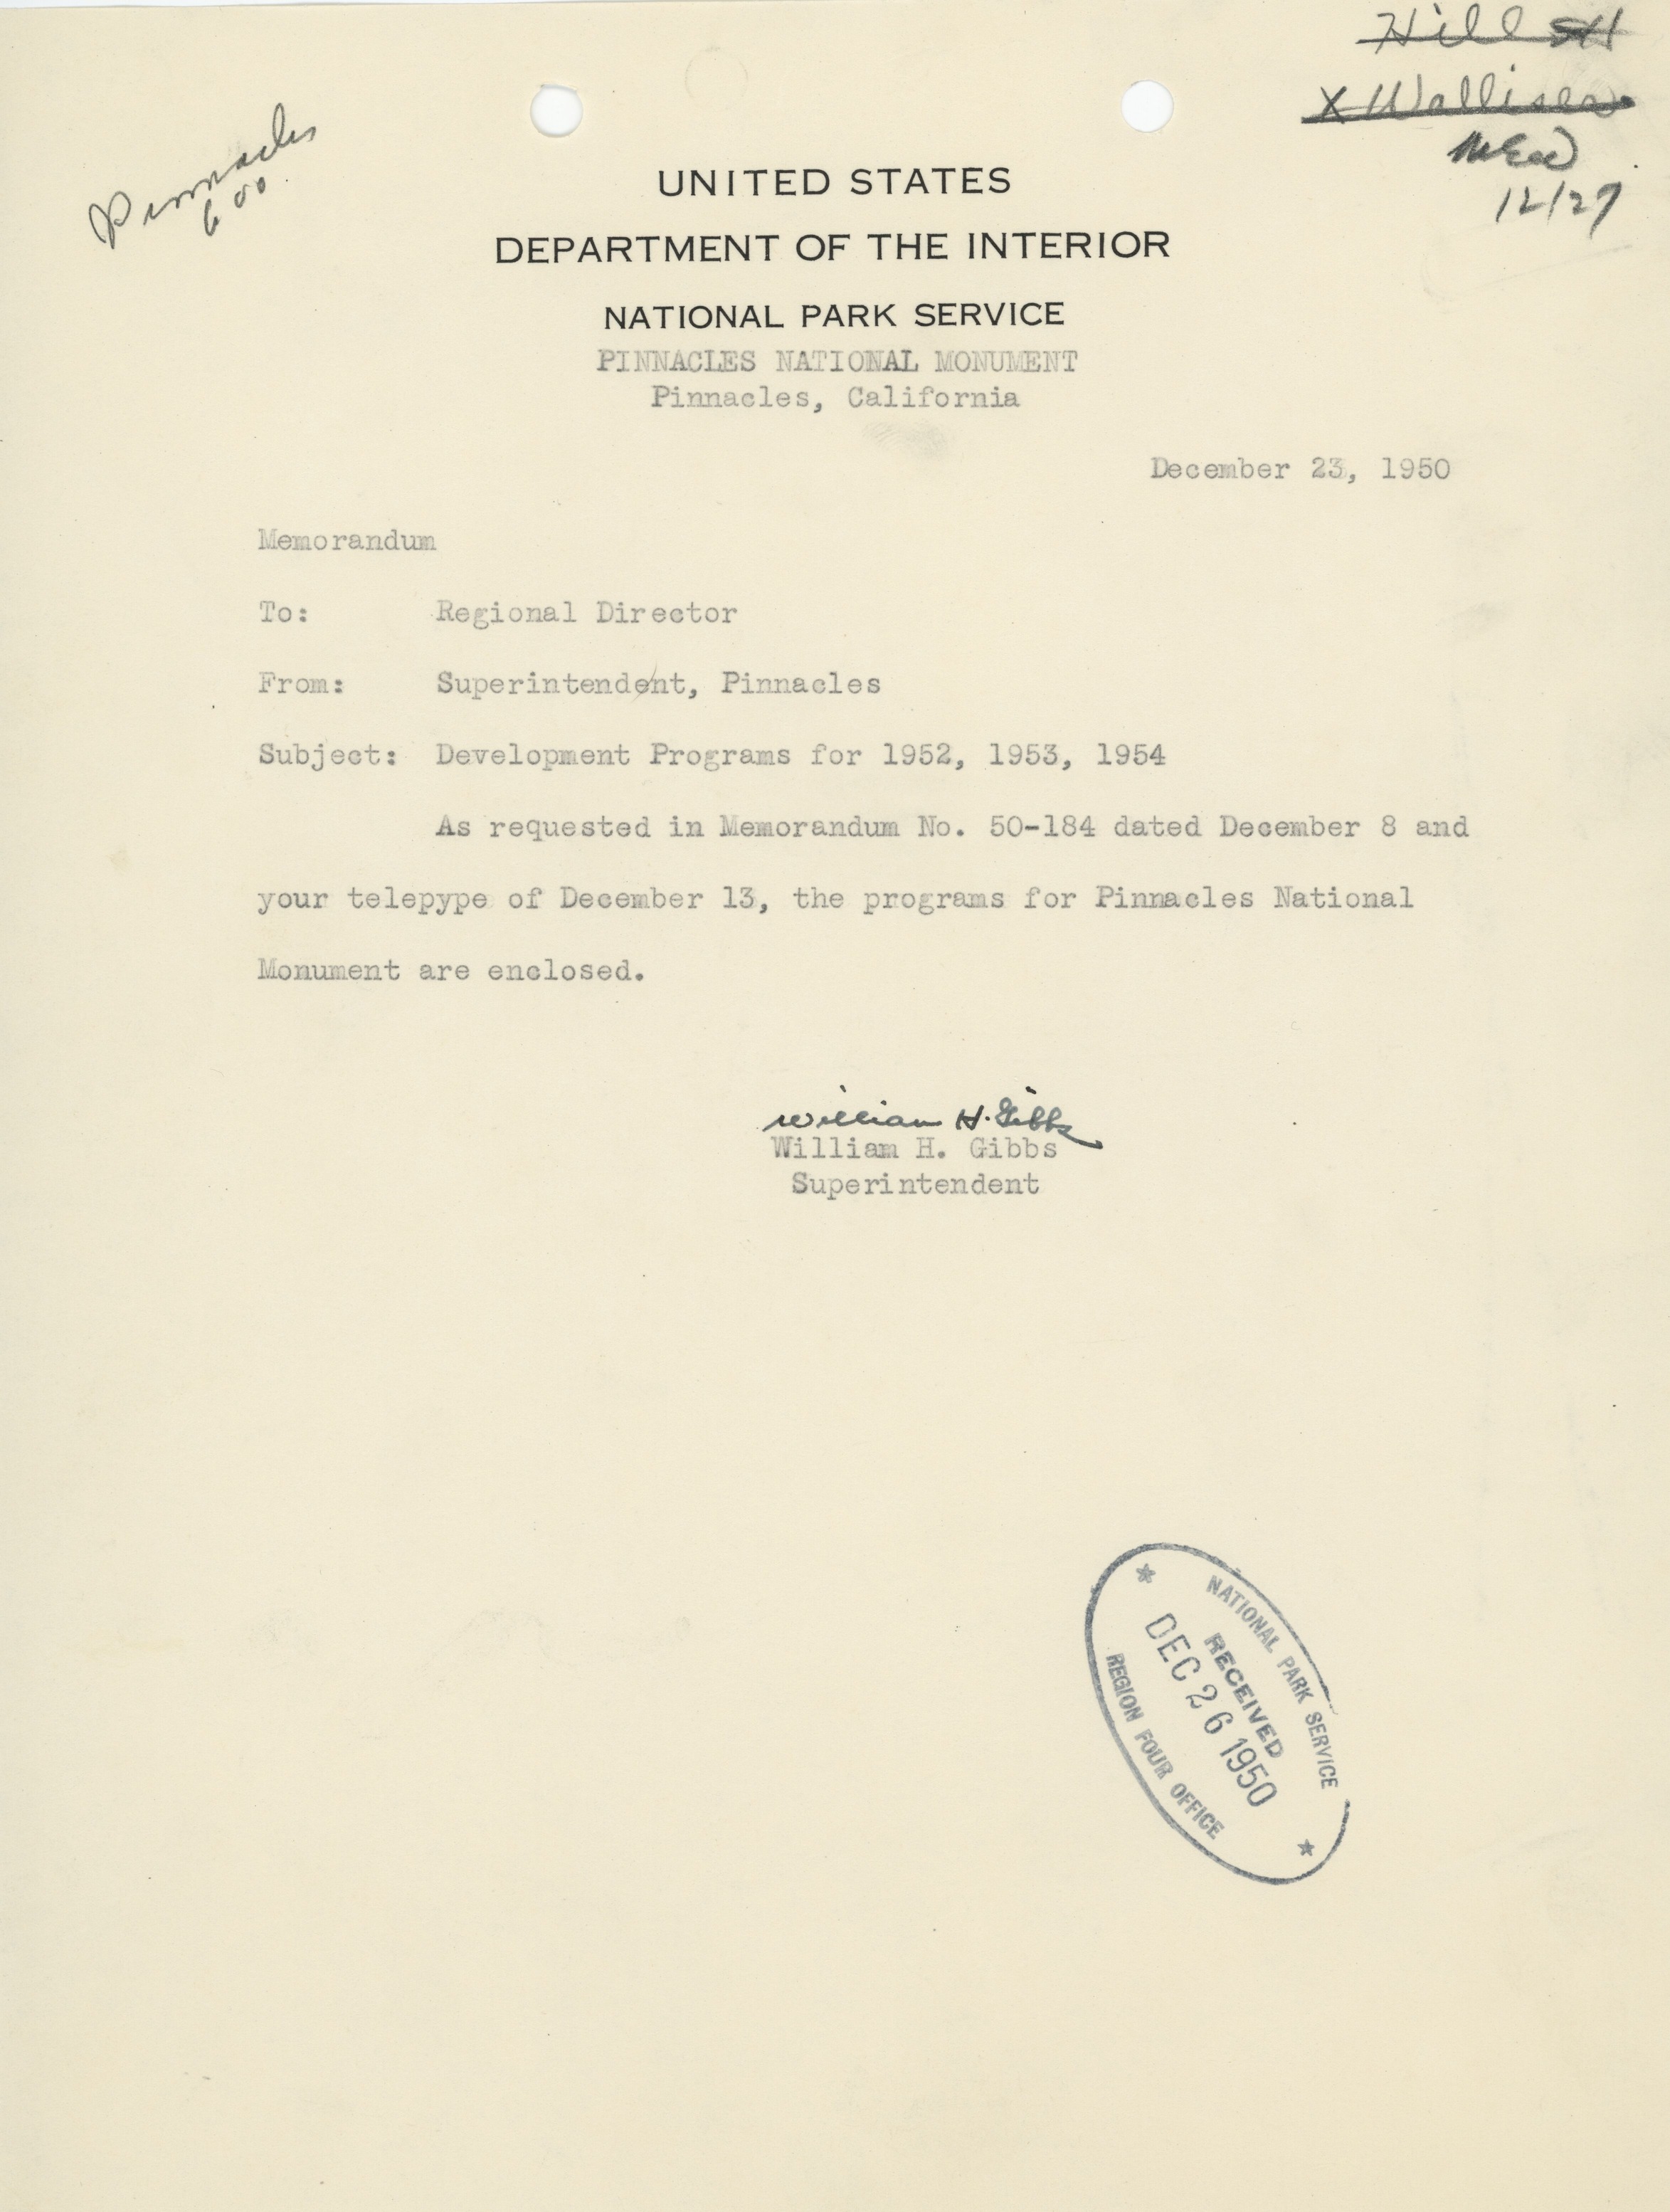 Hill
Pinnacles
600
12/27
UNITED STATES
DEPARTMENT OF THE INTERIOR
NATIONAL PARK SERVICE
PINNACLES NATIONAL MONUMENT
Pinnacles, California
December 23, 1950
Memorandum
To: Regional Director
From: Superintendent, Pinnacles
Subject: Development Programs for 1952, 1953, 1954
As requested in Memorandum No. 50-184 dated December 8 and
your telepype of December 13, the programs for Pinnacles National
Monument are enclosed.
William H. Gibbs
William H. Gibbs
Superintendent
NATIONAL PARK SERVICE
RECEIVED
DEC 26 1950
REGION FOUR OFFICE